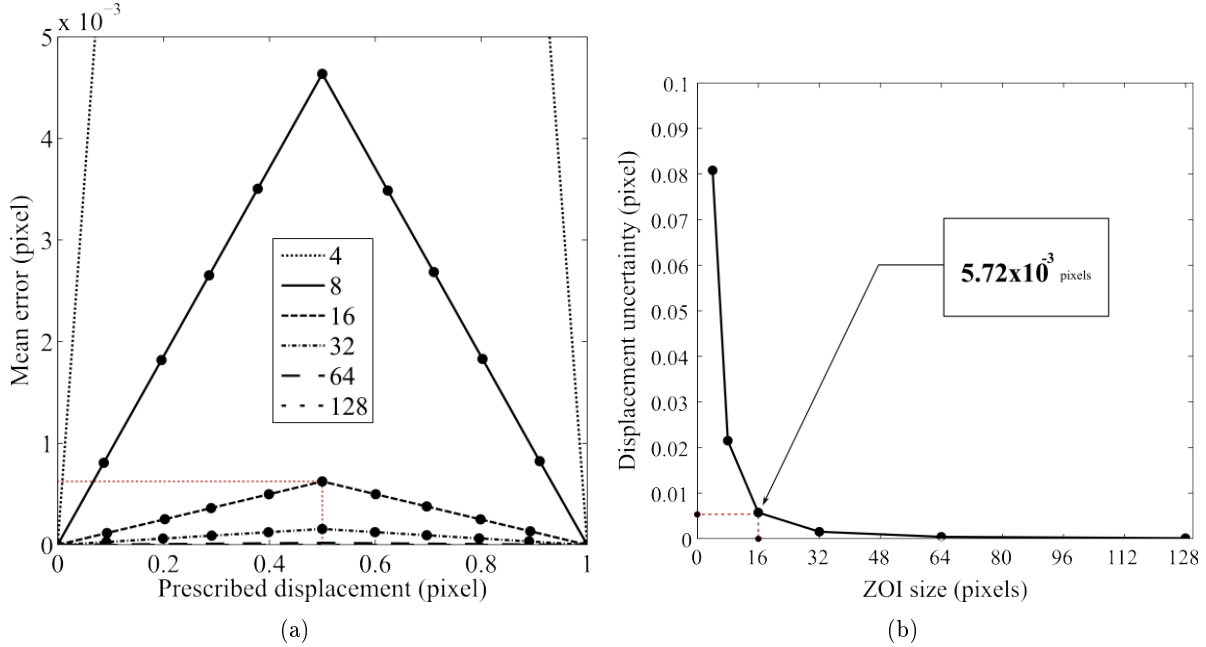 x 10⁻³
5
4
3
2
1
0
Mean error (pixel)
4
8
16
32
64
128
0 0.2 0.4 0.6 0.8 1
Prescribed displacement (pixel)
(a)
0.1
0.09
0.08
0.07
0.06
0.05
0.04
0.03
0.02
0.01
0
Displacement uncertainty (pixel)
5.72x10⁻³ pixels
0 16 32 48 64 80 96 112 128
ZOI size (pixels)
(b)